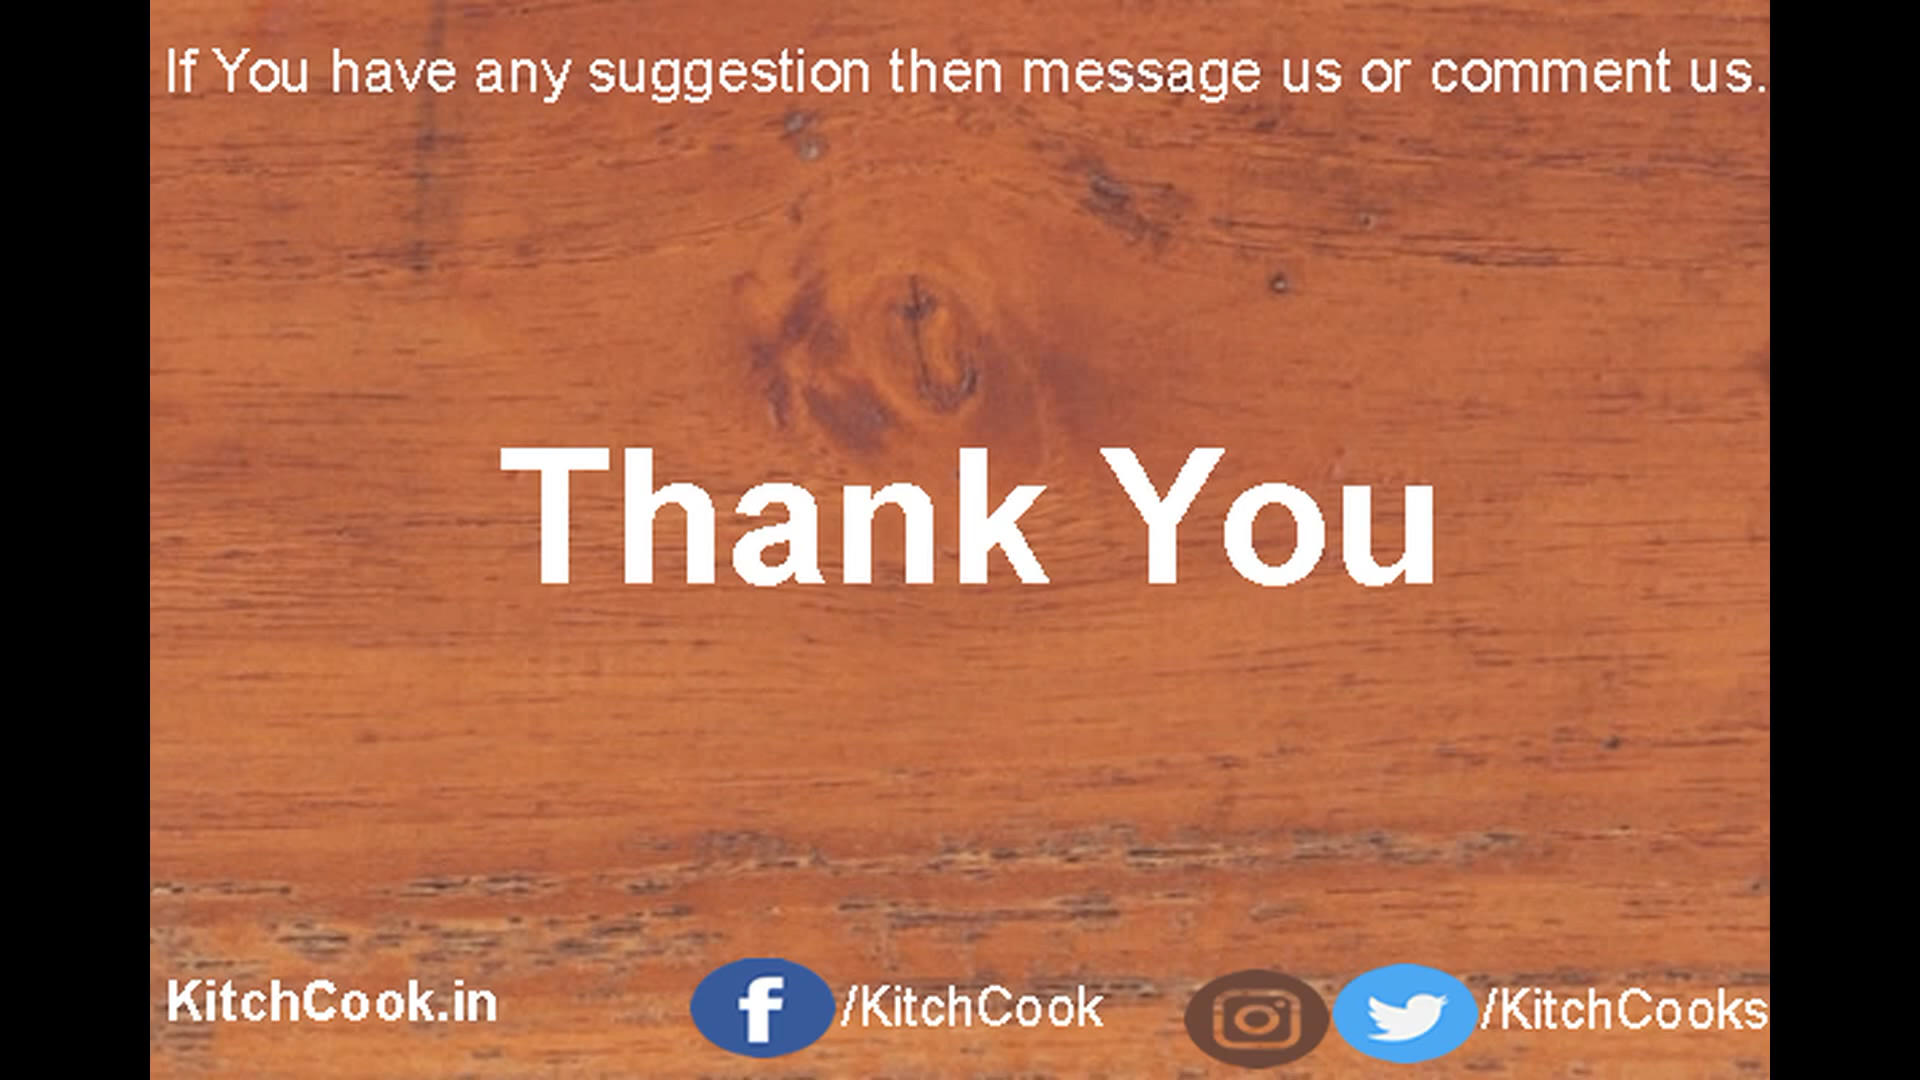 If You have any suggestion then message us or comment us.
Thank You
KitchCook.in
/KitchCook
/KitchCooks